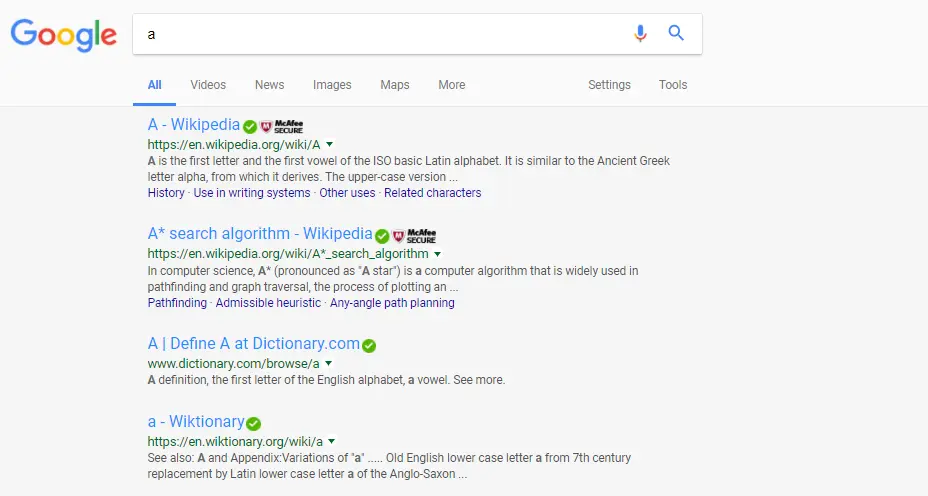 Google
a
All Videos News Images Maps More Settings Tools
A - Wikipedia McAfee SECURE
https://en.wikipedia.org/wiki/A
A is the first letter and the first vowel of the ISO basic Latin alphabet. It is similar to the Ancient Greek
letter alpha, from which it derives. The upper-case version ...
History · Use in writing systems · Other uses · Related characters
A* search algorithm - Wikipedia McAfee SECURE
https://en.wikipedia.org/wiki/A*_search_algorithm
In computer science, A* (pronounced as "A star") is a computer algorithm that is widely used in
pathfinding and graph traversal, the process of plotting an ...
Pathfinding · Admissible heuristic · Any-angle path planning
A | Define A at Dictionary.com
www.dictionary.com/browse/a
A definition, the first letter of the English alphabet, a vowel. See more.
a - Wiktionary
https://en.wiktionary.org/wiki/a
See also: A and Appendix:Variations of "a" ..... Old English lower case letter a from 7th century
replacement by Latin lower case letter a of the Anglo-Saxon ...